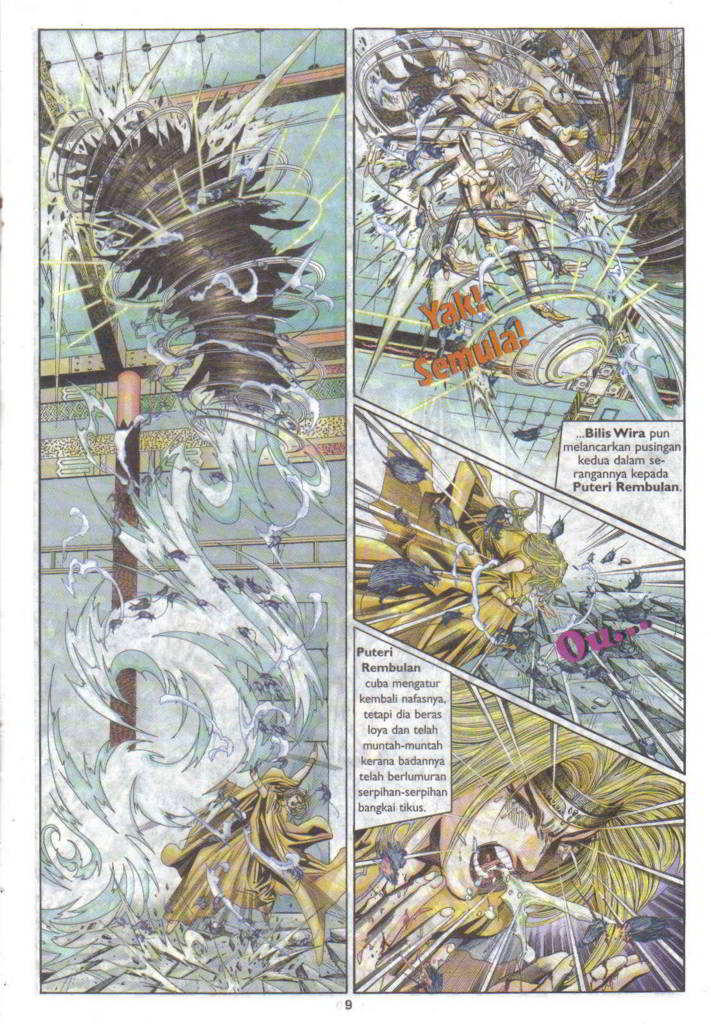 Yak!
Semula!
...Bilis Wira pun
melancarkan pusingan
kedua dalam se-
rangannya kepada
Puteri Rembulan.
Ou...
Puteri
Rembulan
cuba mengatur
kembali nafasnya,
tetapi dia beras
loya dan telah
muntah-muntah
kerana badannya
telah berlumuran
serpihan-serpihan
bangkai tikus.
9